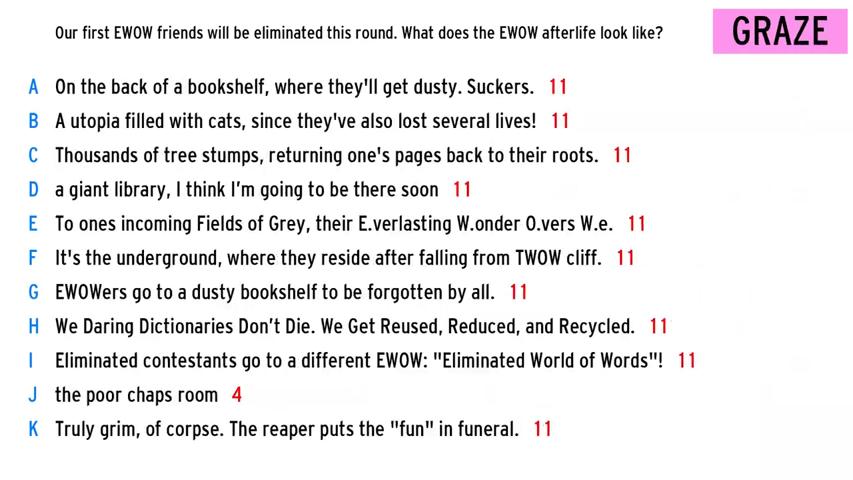 Our first EWOW friends will be eliminated this round. What does the EWOW afterlife look like?
GRAZE
A On the back of a bookshelf, where they'll get dusty. Suckers. 11
B A utopia filled with cats, since they've also lost several lives! 11
C Thousands of tree stumps, returning one's pages back to their roots. 11
D a giant library, I think I’m going to be there soon 11
E To ones incoming Fields of Grey, their E.verlasting W.onder O.vers W.e. 11
F It's the underground, where they reside after falling from TWOW cliff. 11
G EWOWers go to a dusty bookshelf to be forgotten by all. 11
H We Daring Dictionaries Don’t Die. We Get Reused, Reduced, and Recycled. 11
I Eliminated contestants go to a different EWOW: "Eliminated World of Words"! 11
J the poor chaps room 4
K Truly grim, of corpse. The reaper puts the "fun" in funeral. 11